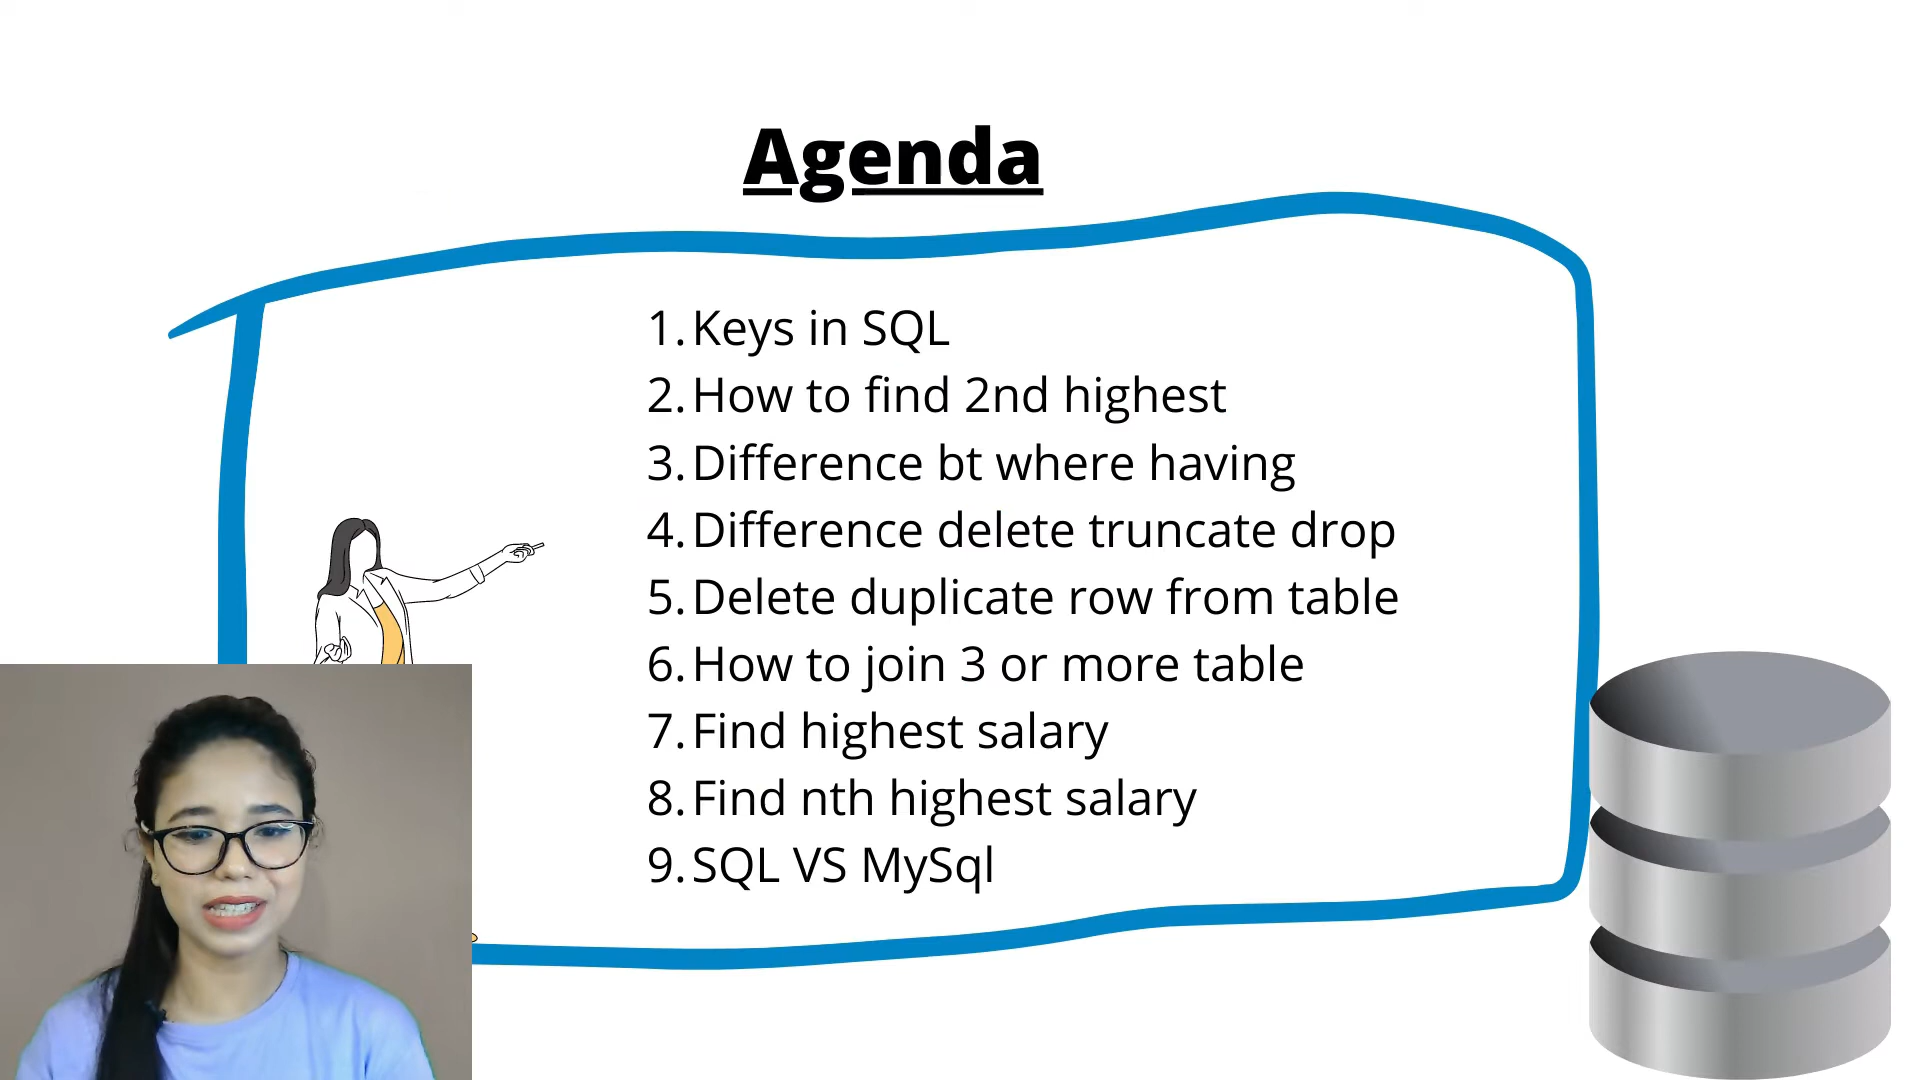 Agenda
1. Keys in SQL
2. How to find 2nd highest
3. Difference bt where having
4. Difference delete truncate drop
5. Delete duplicate row from table
6. How to join 3 or more table
7. Find highest salary
8. Find nth highest salary
9. SQL VS MySql